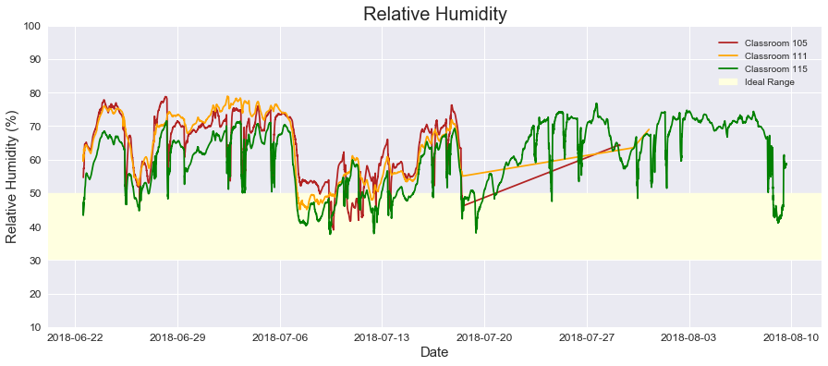 Relative Humidity
Relative Humidity (%)
100
90
80
70
60
50
40
30
20
10
Classroom 105
Classroom 111
Classroom 115
Ideal Range
2018-06-22 2018-06-29 2018-07-06 2018-07-13 2018-07-20 2018-07-27 2018-08-03 2018-08-10
Date